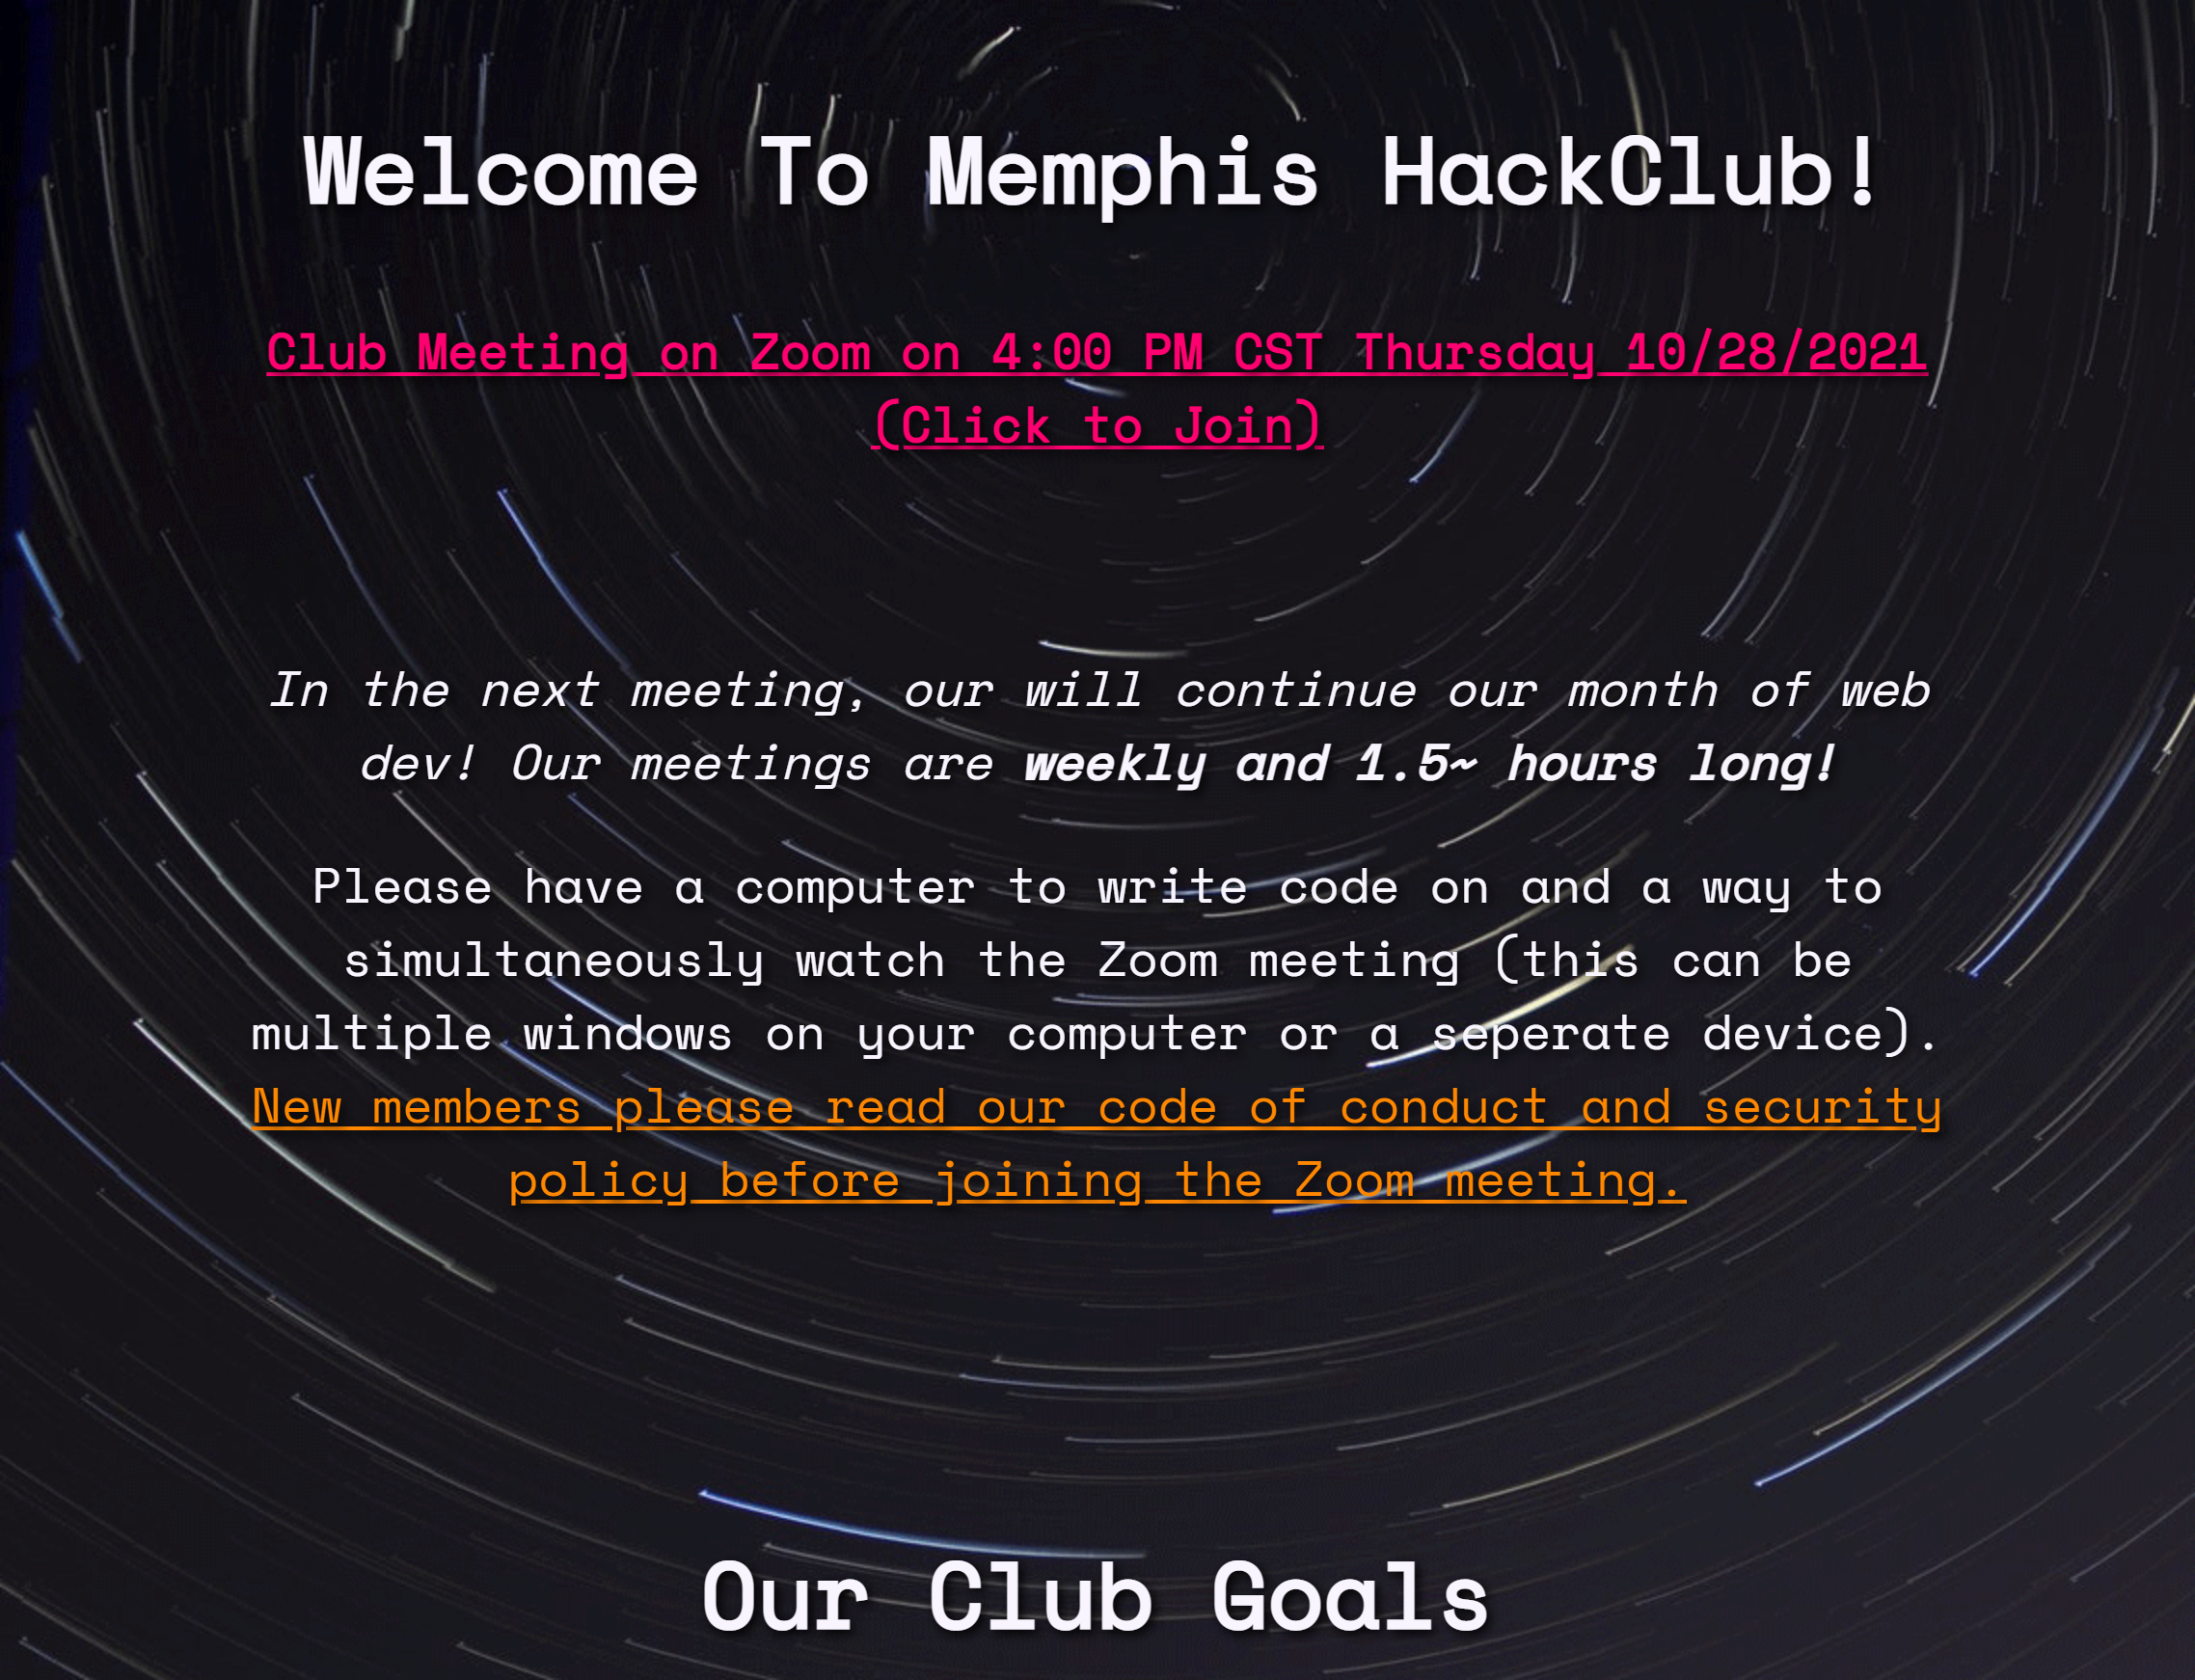 Welcome To Memphis HackClub!
Club Meeting on Zoom on 4:00 PM CST Thursday 10/28/2021
(Click to Join)
In the next meeting, our will continue our month of web
dev! Our meetings are weekly and 1.5~ hours long!
Please have a computer to write code on and a way to
simultaneously watch the Zoom meeting (this can be
multiple windows on your computer or a seperate device).
New members please read our code of conduct and security
policy before joining the Zoom meeting.
Our Club Goals